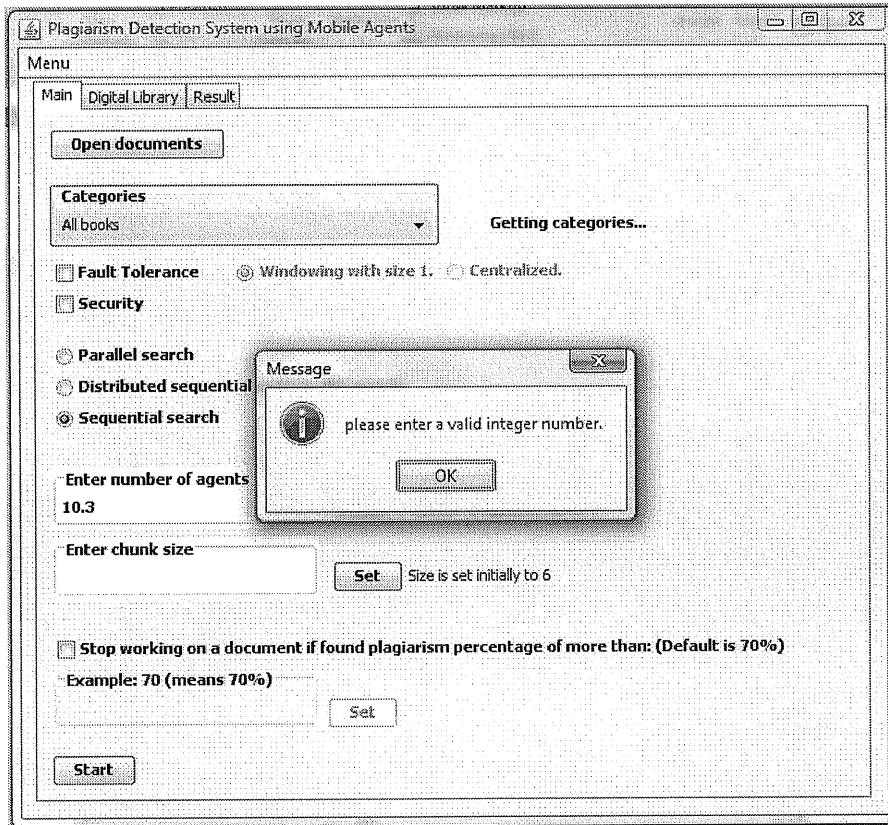 Plagiarism Detection System using Mobile Agents
Menu
Main Digital Library Result
Open documents
Categories
All books
Getting categories...
Fault Tolerance Windowing with size 1. Centralized.
Security
Parallel search
Distributed sequential
Sequential search
Message
please enter a valid integer number.
OK
Enter number of agents
10.3
Enter chunk size
Set Size is set initially to 6
Stop working on a document if found plagiarism percentage of more than: (Default is 70%)
Example: 70 (means 70%)
Set
Start